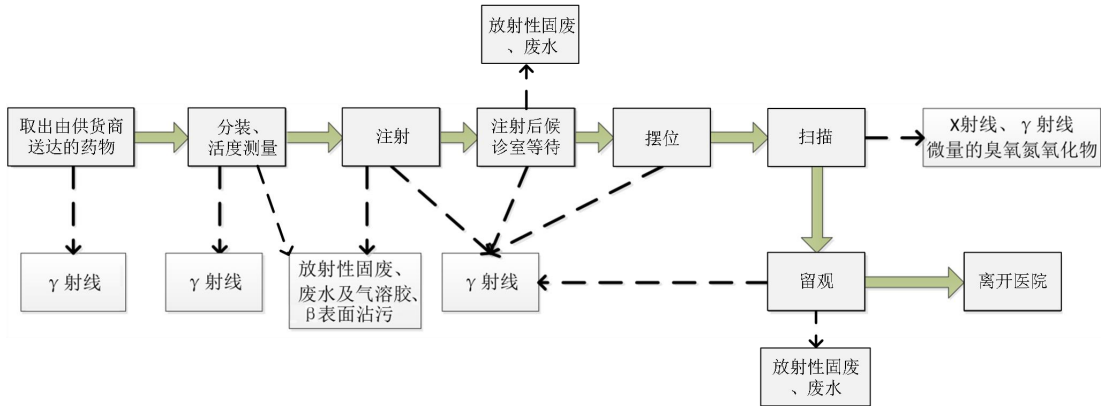 放射性固废
、废水
取出由供货商
送达的药物
分装、
活度测量
注射
注射后候
诊室等待
摆位
扫描
X射线、γ射线
微量的臭氧氮氧化物
γ 射线
γ 射线
放射性固废、
废水及气溶胶、
β表面沾污
γ 射线
留观
离开医院
放射性固废
、废水